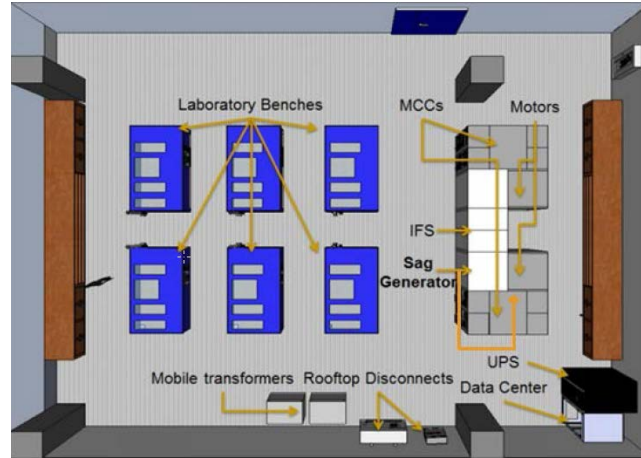 Laboratory Benches
MCCs
Motors
IFS
Sag
Generator
UPS
Mobile transformers
Rooftop Disconnects
Data Center